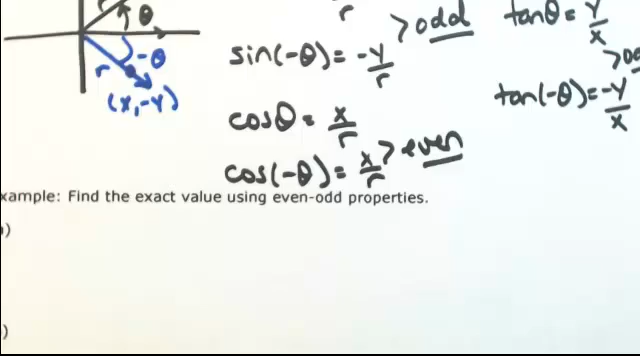 r θ r
> odd
tanθ = y/x
sin(-θ) = -y/r
-θ
r
(x,-y)
tan(-θ) = -y/x
cosθ = x/r
> even
cos(-θ) = x/r
xample: Find the exact value using even-odd properties.
)
)